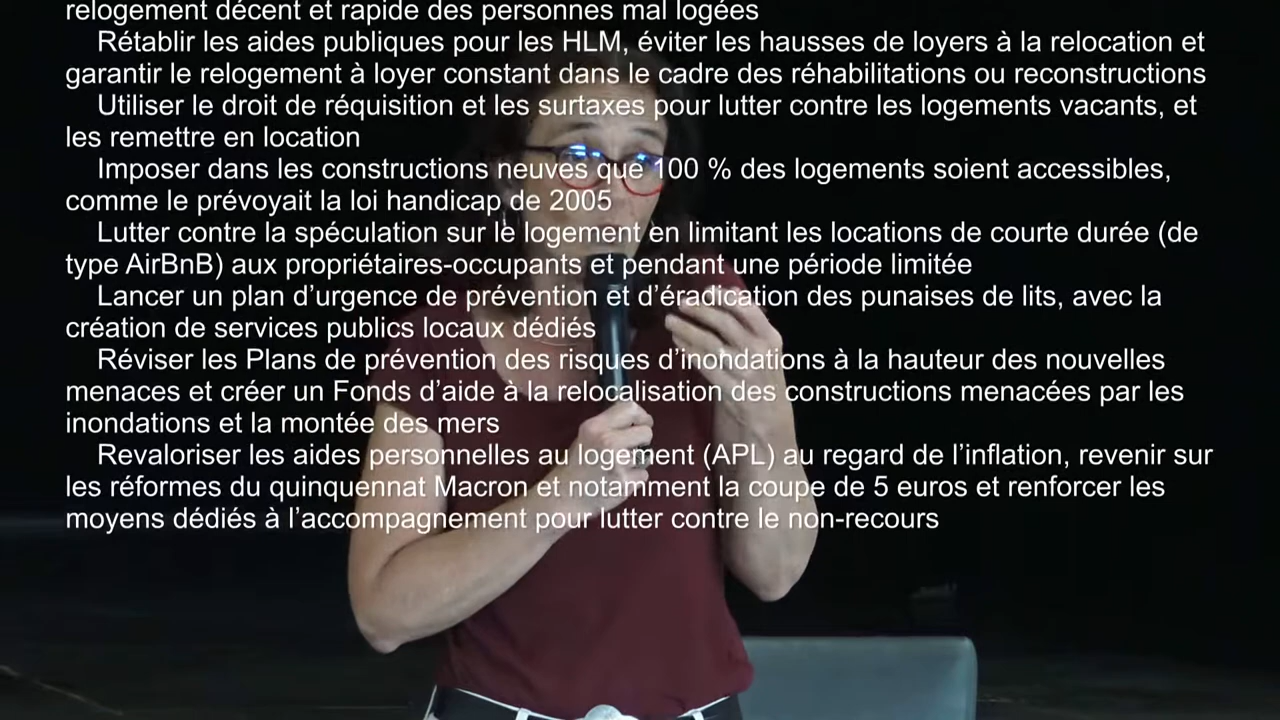 relogement décent et rapide des personnes mal logées
Rétablir les aides publiques pour les HLM, éviter les hausses de loyers à la relocation et
garantir le relogement à loyer constant dans le cadre des réhabilitations ou reconstructions
Utiliser le droit de réquisition et les surtaxes pour lutter contre les logements vacants, et
les remettre en location
Imposer dans les constructions neuves que 100 % des logements soient accessibles,
comme le prévoyait la loi handicap de 2005
Lutter contre la spéculation sur le logement en limitant les locations de courte durée (de
type AirBnB) aux propriétaires-occupants et pendant une période limitée
Lancer un plan d’urgence de prévention et d’éradication des punaises de lits, avec la
création de services publics locaux dédiés
Réviser les Plans de prévention des risques d’inondations à la hauteur des nouvelles
menaces et créer un Fonds d’aide à la relocalisation des constructions menacées par les
inondations et la montée des mers
Revaloriser les aides personnelles au logement (APL) au regard de l’inflation, revenir sur
les réformes du quinquennat Macron et notamment la coupe de 5 euros et renforcer les
moyens dédiés à l’accompagnement pour lutter contre le non-recours